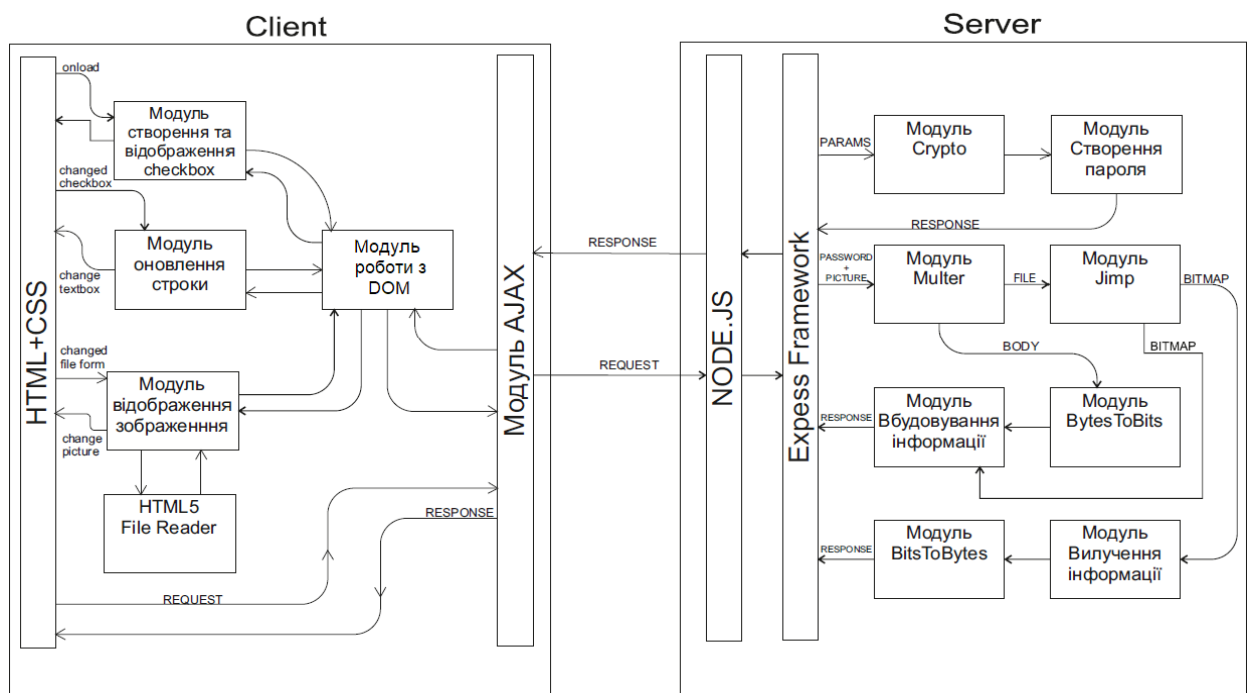 Client
Server
HTML+CSS
onload
Модуль
створення та
відображення
checkbox
changed
checkbox
Модуль
оновлення
строки
change
textbox
Модуль
роботи з
DOM
changed
file form
Модуль
відображення
зображенння
change
picture
HTML5
File Reader
RESPONSE
REQUEST
Модуль AJAX
RESPONSE
REQUEST
NODE.JS
Expess Framework
PARAMS
Модуль
Crypto
Модуль
Створення
пароля
RESPONSE
PASSWORD
+
PICTURE
Модуль
Multer
FILE
Модуль
Jimp
BITMAP
BODY
BITMAP
RESPONSE
Модуль
Вбудовування
інформації
Модуль
BytesToBits
RESPONSE
Модуль
BitsToBytes
Модуль
Вилучення
інформації